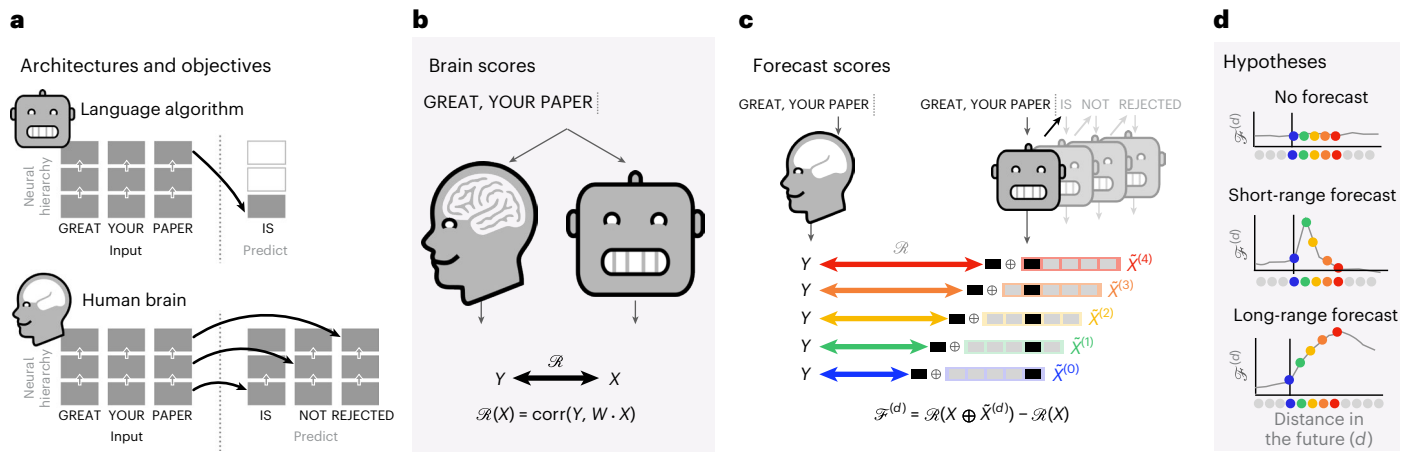 a
Architectures and objectives
Language algorithm
Neural
hierarchy
GREAT YOUR PAPER IS
Input Predict
Human brain
Neural
hierarchy
GREAT YOUR PAPER IS NOT REJECTED
Input Predict
b
Brain scores
GREAT, YOUR PAPER
ℛ
Y X
ℛ(X) = corr(Y, W · X)
c
Forecast scores
GREAT, YOUR PAPER GREAT, YOUR PAPER IS NOT REJECTED
ℛ
Y ⊕ X̃⁽⁴⁾
Y ⊕ X̃⁽³⁾
Y ⊕ X̃⁽²⁾
Y ⊕ X̃⁽¹⁾
Y ⊕ X̃⁽⁰⁾
ℱ⁽ᵈ⁾ = ℛ(X ⊕ X̃⁽ᵈ⁾) – ℛ(X)
d
Hypotheses
No forecast
ℱ⁽ᵈ⁾
Short-range forecast
ℱ⁽ᵈ⁾
Long-range forecast
ℱ⁽ᵈ⁾
Distance in
the future (d)